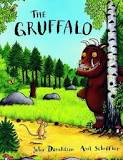 THE
GRUFFALO
Julia Donaldson Axel Scheffler